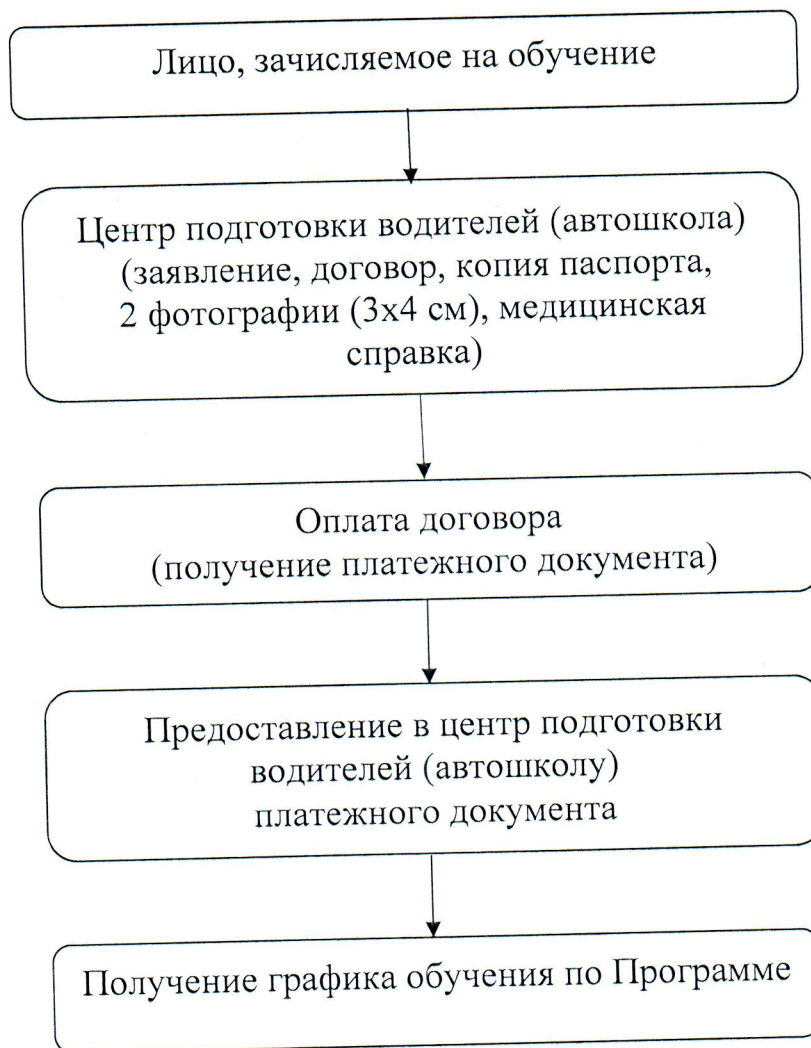 Лицо, зачисляемое на обучение
Центр подготовки водителей (автошкола)
(заявление, договор, копия паспорта,
2 фотографии (3х4 см), медицинская
справка)
Оплата договора
(получение платежного документа)
Предоставление в центр подготовки
водителей (автошколу)
платежного документа
Получение графика обучения по Программе